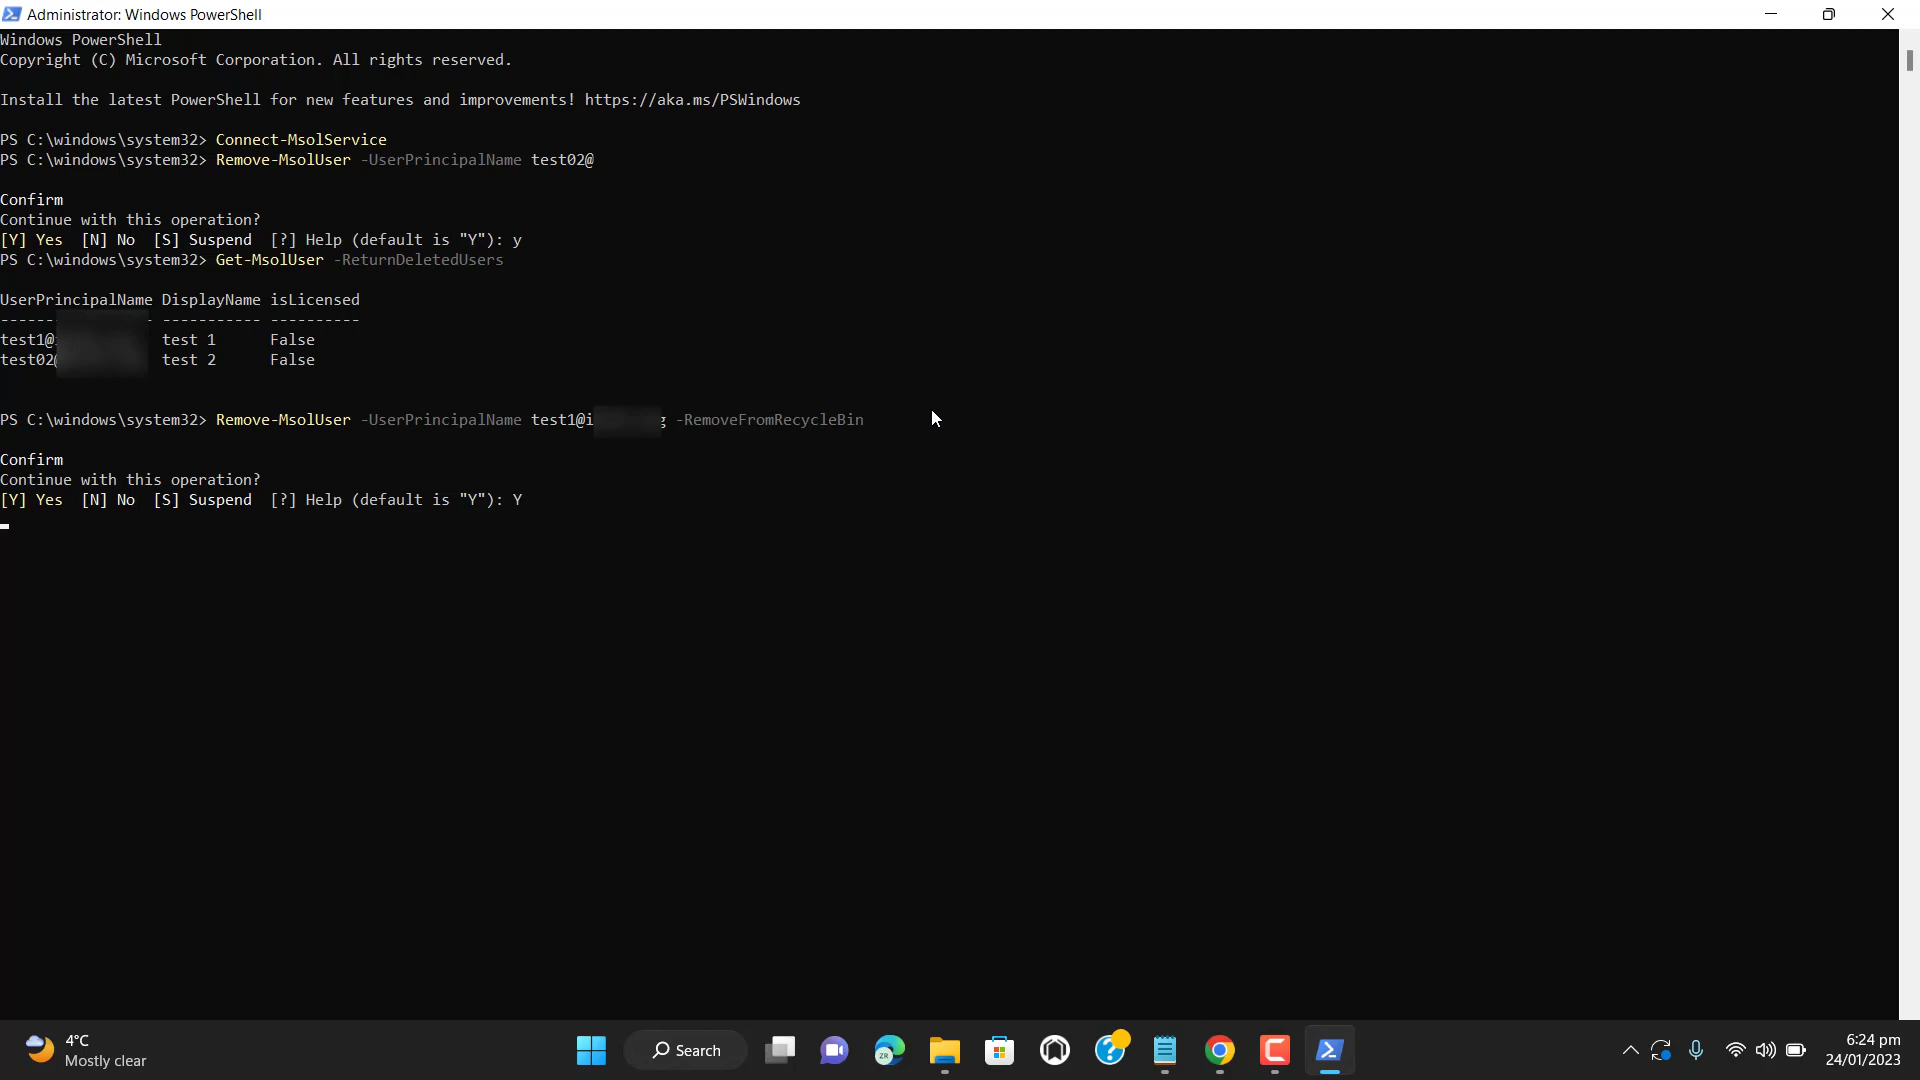 Administrator: Windows PowerShell
Windows PowerShell
Copyright (C) Microsoft Corporation. All rights reserved.
Install the latest PowerShell for new features and improvements! https://aka.ms/PSWindows
PS C:\windows\system32> Connect-MsolService
PS C:\windows\system32> Remove-MsolUser -UserPrincipalName test02@
Confirm
Continue with this operation?
[Y] Yes  [N] No  [S] Suspend  [?] Help (default is "Y"): y
PS C:\windows\system32> Get-MsolUser -ReturnDeletedUsers
UserPrincipalName DisplayName isLicensed
------ ----------- ----------
test1@ test 1 False
test02@ test 2 False
PS C:\windows\system32> Remove-MsolUser -UserPrincipalName test1@i g -RemoveFromRecycleBin
Confirm
Continue with this operation?
[Y] Yes  [N] No  [S] Suspend  [?] Help (default is "Y"): Y
4°C
Mostly clear
Search
ZR
6:24 pm
24/01/2023